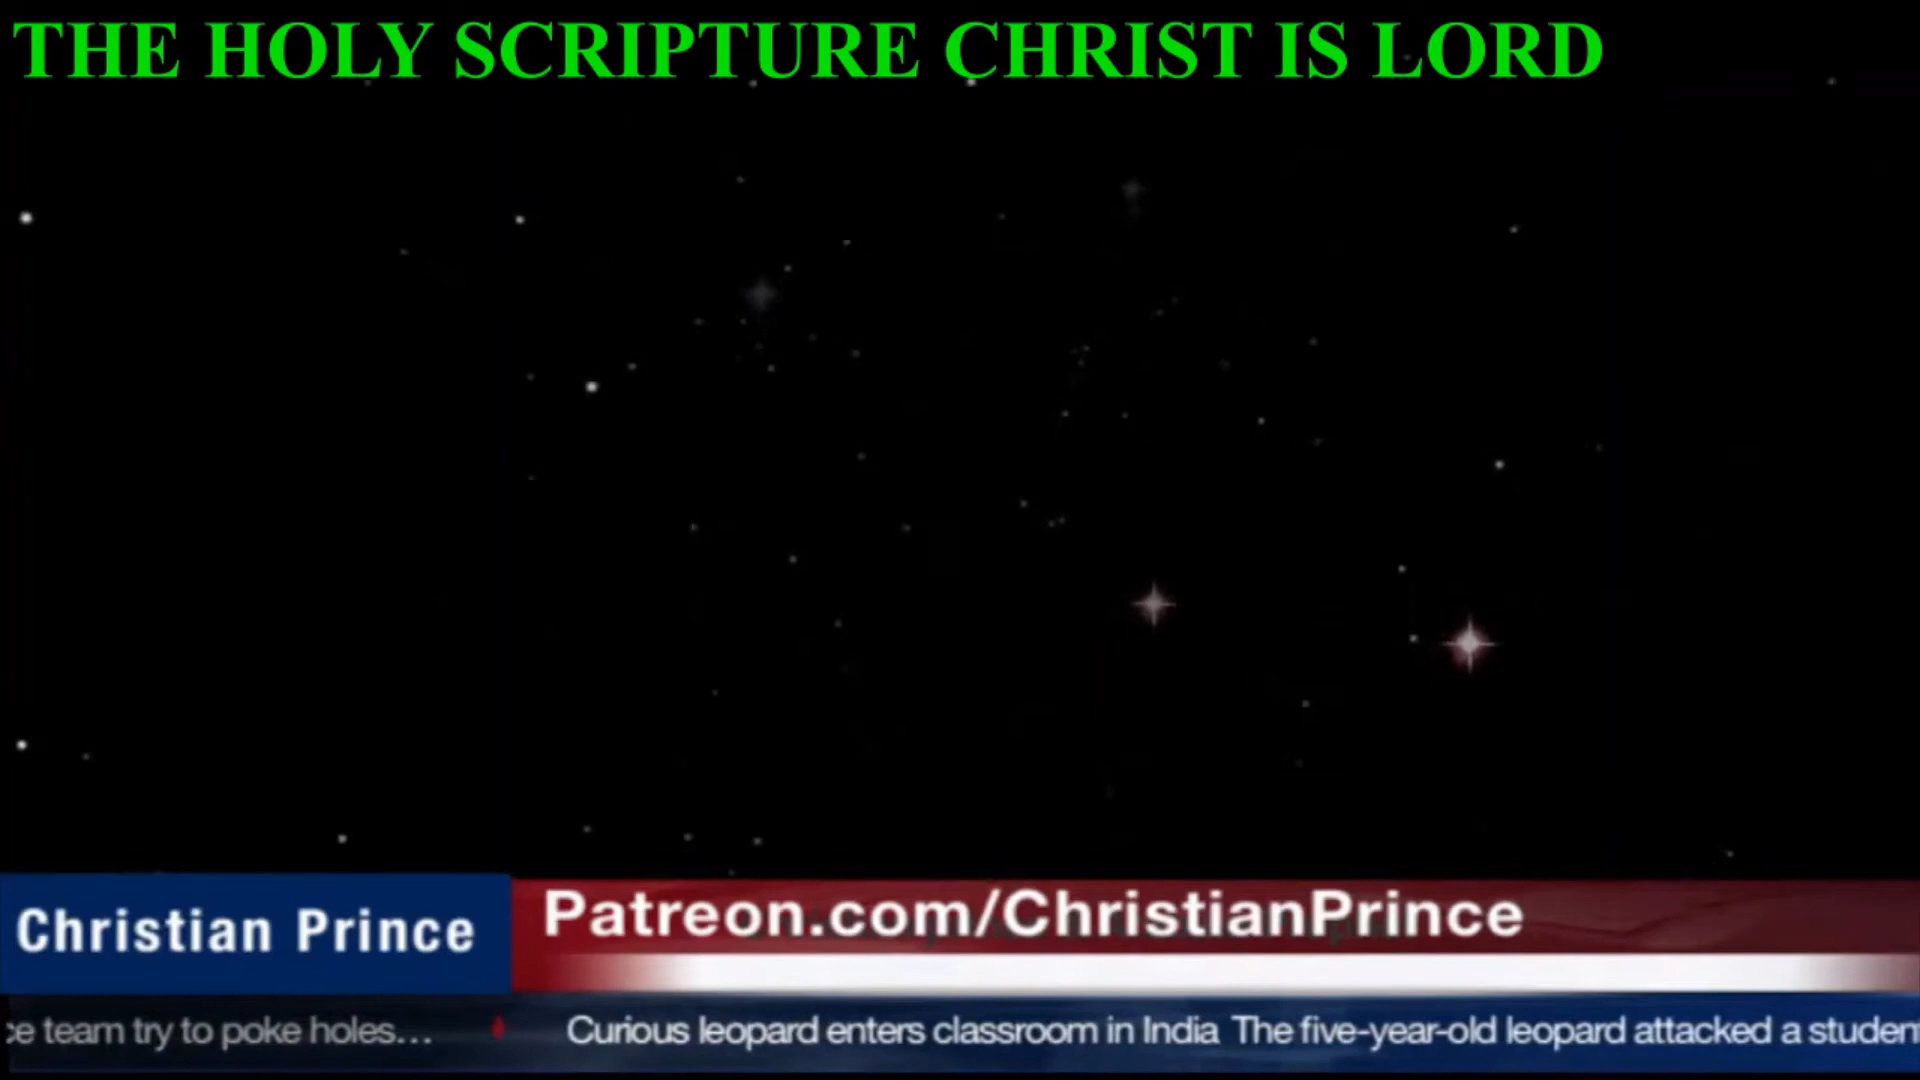 THE HOLY SCRIPTURE CHRIST IS LORD
Christian Prince
Patreon.com/ChristianPrince
team try to poke holes...
Curious leopard enters classroom in India The five-year-old leopard attacked a